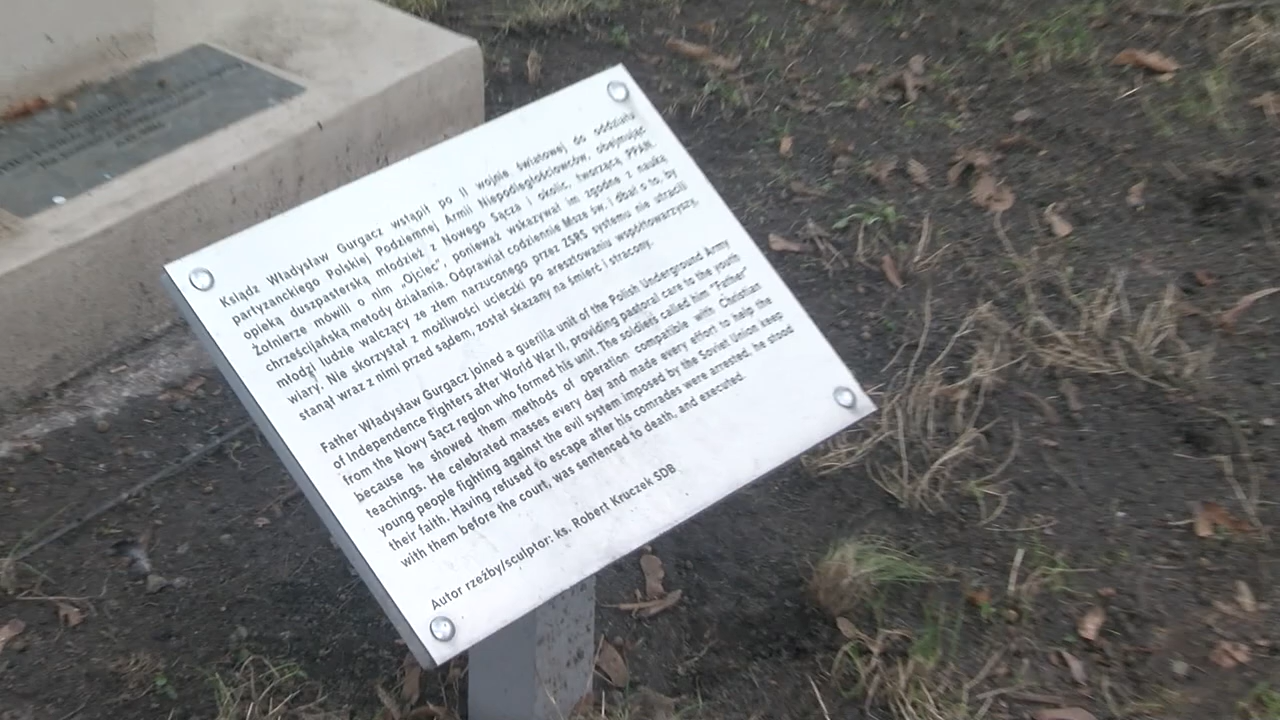 Ksiądz Władysław Gurgacz wstąpił po II wojnie światowej do oddziału
partyzanckiego Polskiej Podziemnej Armii Niepodległościowców, obejmując
opieką duszpasterską młodzież z Nowego Sącza i okolic, tworzącą PPAN.
Żołnierze mówili o nim „Ojciec”, ponieważ wskazywał im zgodne z nauką
chrześcijańską metody działania. Odprawiał codziennie Mszę św. i dbał o to, by
młodzi ludzie walczący ze złem narzuconego przez ZSRS systemu nie utracili
wiary. Nie skorzystał z możliwości ucieczki po aresztowaniu współtowarzyszy,
stanął wraz z nimi przed sądem, został skazany na śmierć i stracony.
Father Władysław Gurgacz joined a guerilla unit of the Polish Underground Army
of Independence Fighters after World War II, providing pastoral care to the youth
from the Nowy Sącz region who formed his unit. The soldiers called him "Father"
because he showed them methods of operation compatible with Christian
teachings. He celebrated masses every day and made every effort to help the
young people fighting against the evil system imposed by the Soviet Union keep
their faith. Having refused to escape after his comrades were arrested, he stood
with them before the court, was sentenced to death, and executed.
Autor rzeźby/sculptor: ks. Robert Kruczek SDB